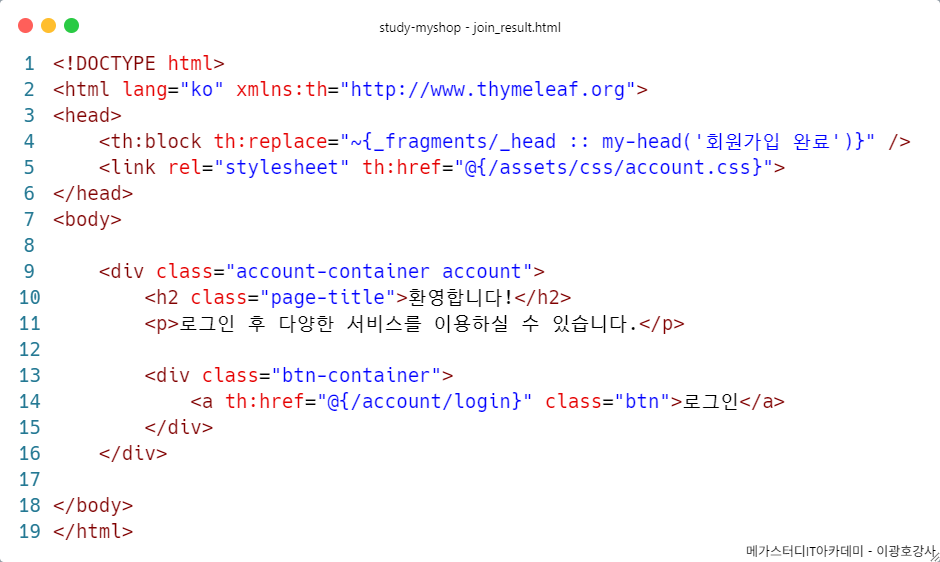 study-myshop - join_result.html
1 <!DOCTYPE html>
2 <html lang="ko" xmlns:th="http://www.thymeleaf.org">
3 <head>
4     <th:block th:replace="~{_fragments/_head :: my-head('회원가입 완료')}" />
5     <link rel="stylesheet" th:href="@{/assets/css/account.css}">
6 </head>
7 <body>
8
9     <div class="account-container account">
10         <h2 class="page-title">환영합니다!</h2>
11         <p>로그인 후 다양한 서비스를 이용하실 수 있습니다.</p>
12
13         <div class="btn-container">
14             <a th:href="@{/account/login}" class="btn">로그인</a>
15         </div>
16     </div>
17
18 </body>
19 </html>
메가스터디IT아카데미 - 이광호강사